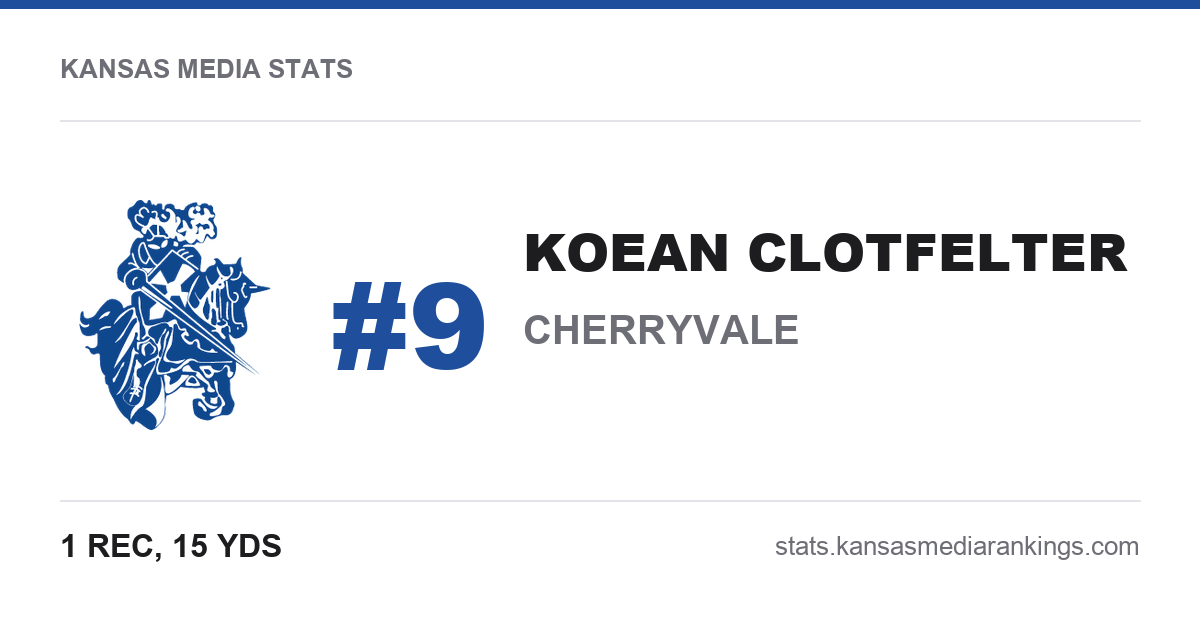 KANSAS MEDIA STATS
#9
KOEAN CLOTFELTER
CHERRYVALE
1 REC, 15 YDS
stats.kansasmediarankings.com